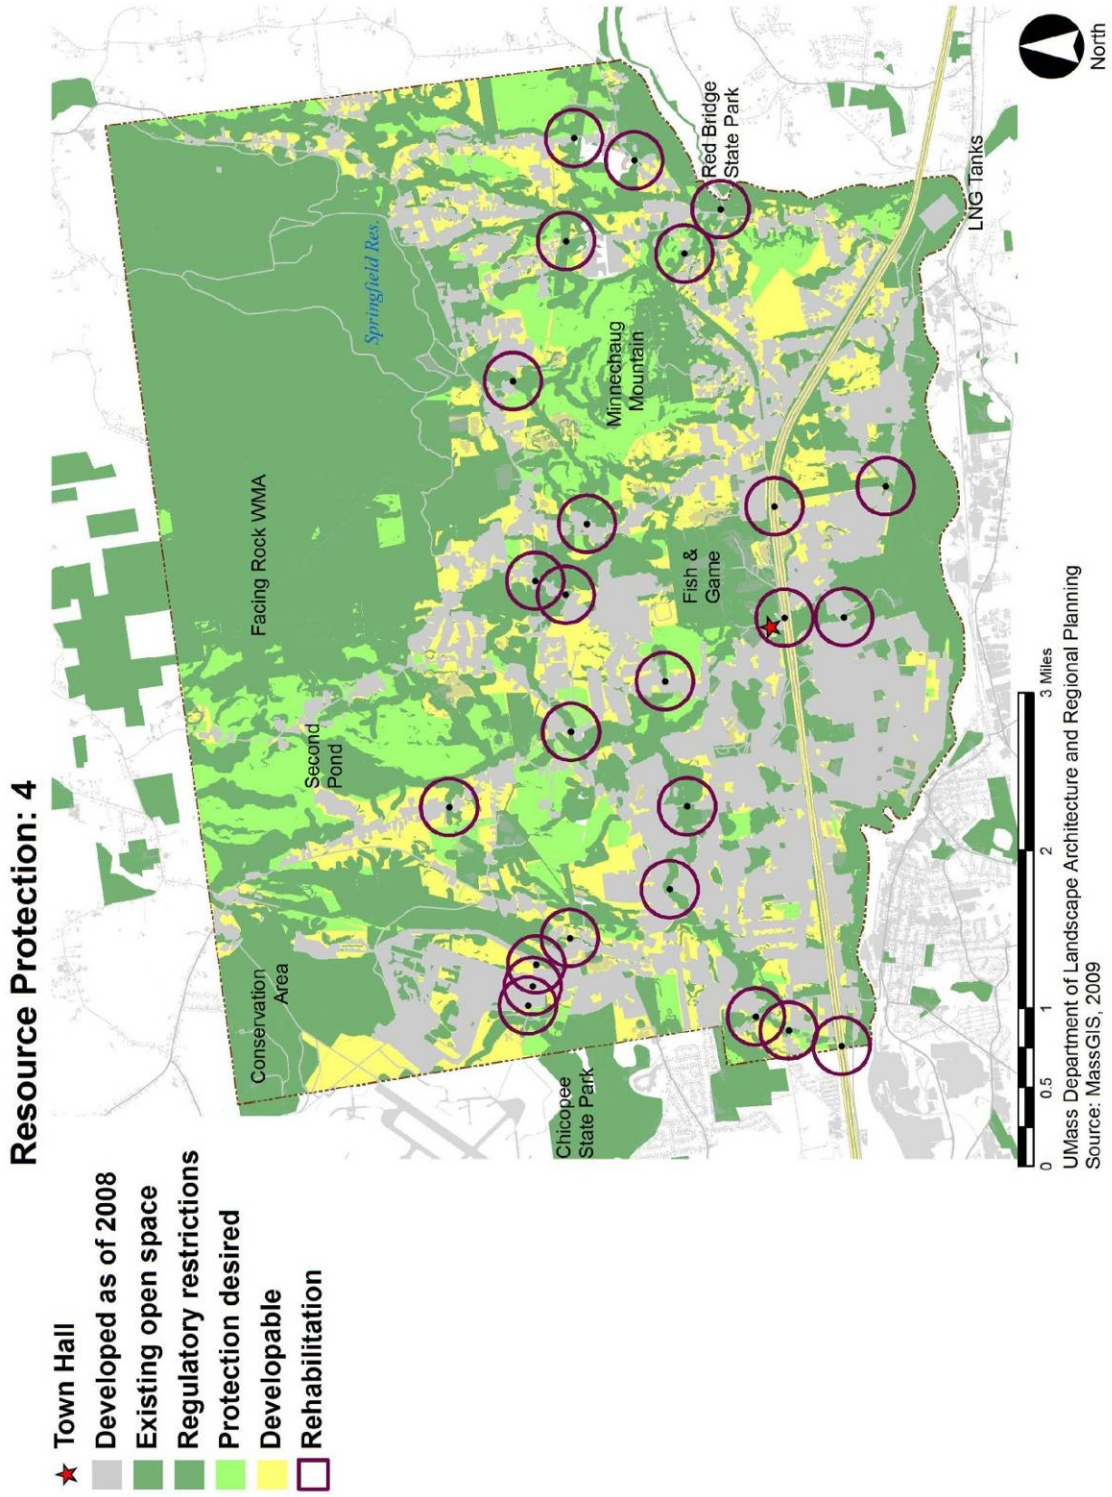 Resource Protection: 4
Town Hall
Developed as of 2008
Existing open space
Regulatory restrictions
Protection desired
Developable
Rehabilitation
Conservation
Area
Second
Pond
Facing Rock WMA
Springfield Res.
Chicopee
State Park
Fish &
Game
Minnechaug
Mountain
Red Bridge
State Park
LNG Tanks
0
0.5
1
2
3 Miles
North
UMass Department of Landscape Architecture and Regional Planning
Source: MassGIS, 2009